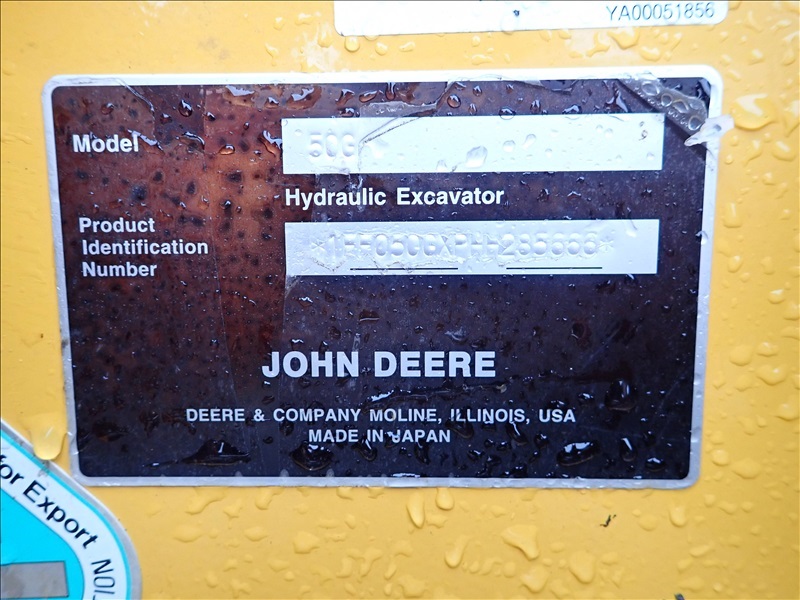 YA00051856
Model 50G
Hydraulic Excavator
Product
Identification
Number
JOHN DEERE
DEERE & COMPANY MOLINE, ILLINOIS, USA
MADE IN JAPAN
for Export